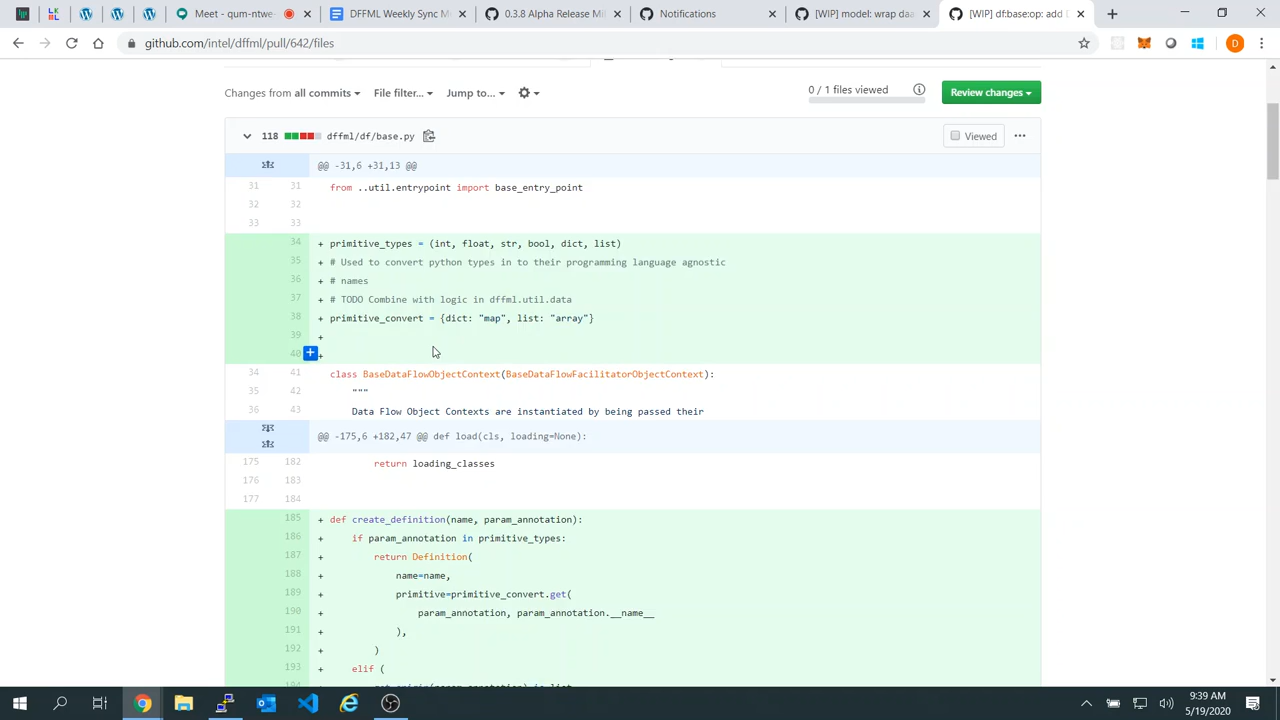 Meet - qum-nwe
DFFML Weekly Sync M
0.3.8 Alpha Release Mil
Notifications
[WIP] model: wrap daa
[WIP] df:base:op: add D
github.com/intel/dffml/pull/642/files
D
Changes from all commits
File filter...
Jump to...
0 / 1 files viewed
Review changes
118 dffml/df/base.py
Viewed
@@ -31,6 +31,13 @@
31 31 from ..util.entrypoint import base_entry_point
32 32
33 33
34 + primitive_types = (int, float, str, bool, dict, list)
35 + # Used to convert python types in to their programming language agnostic
36 + # names
37 + # TODO Combine with logic in dffml.util.data
38 + primitive_convert = {dict: "map", list: "array"}
39 +
40 +
34 41 class BaseDataFlowObjectContext(BaseDataFlowFacilitatorObjectContext):
35 42 """
36 43 Data Flow Object Contexts are instantiated by being passed their
@@ -175,6 +182,47 @@ def load(cls, loading=None):
175 182 return loading_classes
176 183
177 184
185 + def create_definition(name, param_annotation):
186 + if param_annotation in primitive_types:
187 + return Definition(
188 + name=name,
189 + primitive=primitive_convert.get(
190 + param_annotation, param_annotation.__name__
191 + ),
192 + )
193 + elif (
9:39 AM
5/19/2020